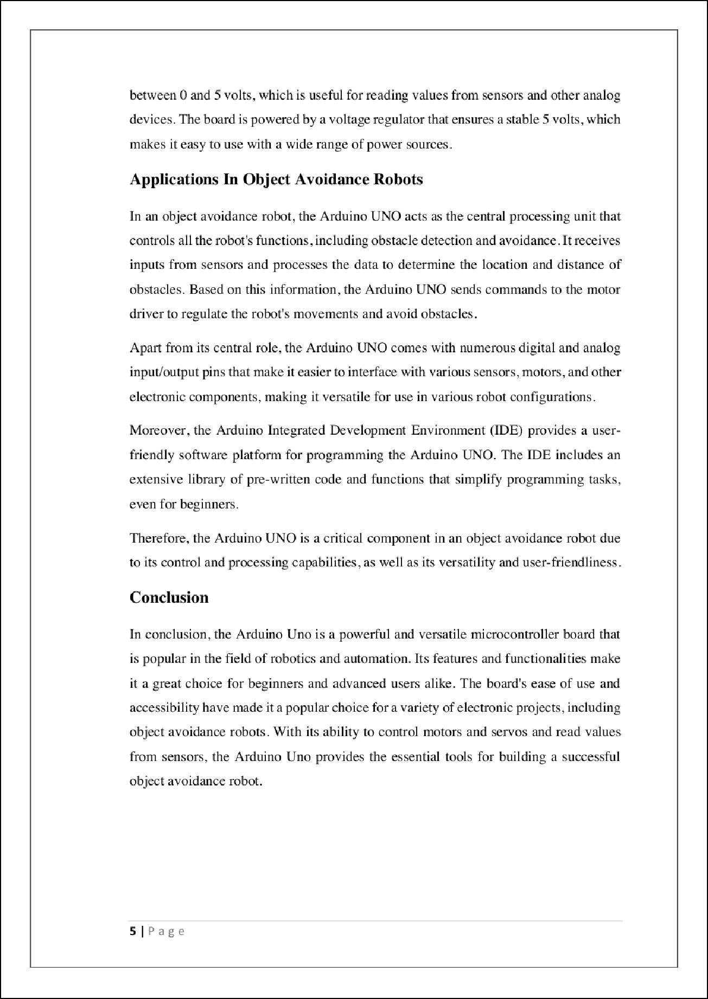 between 0 and 5 volts, which is useful for reading values from sensors and other analog
devices. The board is powered by a voltage regulator that ensures a stable 5 volts, which
makes it easy to use with a wide range of power sources.
Applications In Object Avoidance Robots
In an object avoidance robot, the Arduino UNO acts as the central processing unit that
controls all the robot's functions, including obstacle detection and avoidance. It receives
inputs from sensors and processes the data to determine the location and distance of
obstacles. Based on this information, the Arduino UNO sends commands to the motor
driver to regulate the robot's movements and avoid obstacles.
Apart from its central role, the Arduino UNO comes with numerous digital and analog
input/output pins that make it easier to interface with various sensors, motors, and other
electronic components, making it versatile for use in various robot configurations.
Moreover, the Arduino Integrated Development Environment (IDE) provides a user-
friendly software platform for programming the Arduino UNO. The IDE includes an
extensive library of pre-written code and functions that simplify programming tasks,
even for beginners.
Therefore, the Arduino UNO is a critical component in an object avoidance robot due
to its control and processing capabilities, as well as its versatility and user-friendliness.
Conclusion
In conclusion, the Arduino Uno is a powerful and versatile microcontroller board that
is popular in the field of robotics and automation. Its features and functionalities make
it a great choice for beginners and advanced users alike. The board's ease of use and
accessibility have made it a popular choice for a variety of electronic projects, including
object avoidance robots. With its ability to control motors and servos and read values
from sensors, the Arduino Uno provides the essential tools for building a successful
object avoidance robot.
5 | P a g e